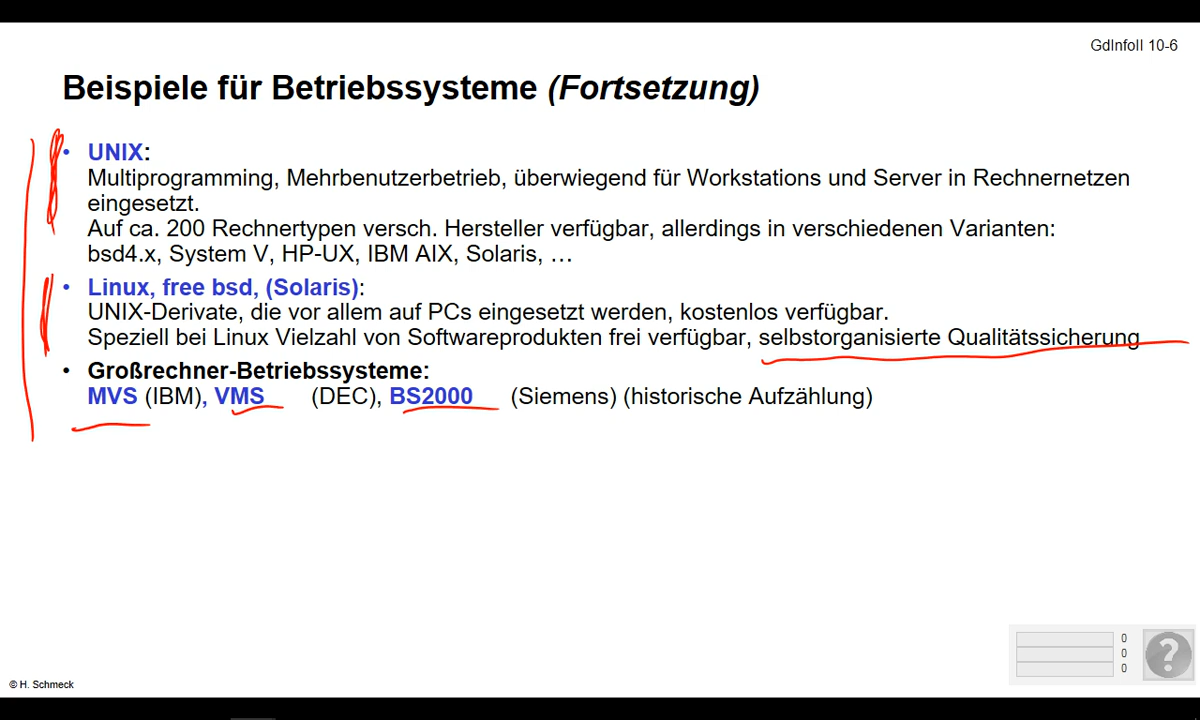 GdInfoII 10-6
Beispiele für Betriebssysteme (Fortsetzung)
• UNIX:
Multiprogramming, Mehrbenutzerbetrieb, überwiegend für Workstations und Server in Rechnernetzen
eingesetzt.
Auf ca. 200 Rechnertypen versch. Hersteller verfügbar, allerdings in verschiedenen Varianten:
bsd4.x, System V, HP-UX, IBM AIX, Solaris, …
• Linux, free bsd, (Solaris):
UNIX-Derivate, die vor allem auf PCs eingesetzt werden, kostenlos verfügbar.
Speziell bei Linux Vielzahl von Softwareprodukten frei verfügbar, selbstorganisierte Qualitätssicherung
• Großrechner-Betriebssysteme:
MVS (IBM), VMS (DEC), BS2000 (Siemens) (historische Aufzählung)
0
0
0
?
© H. Schmeck